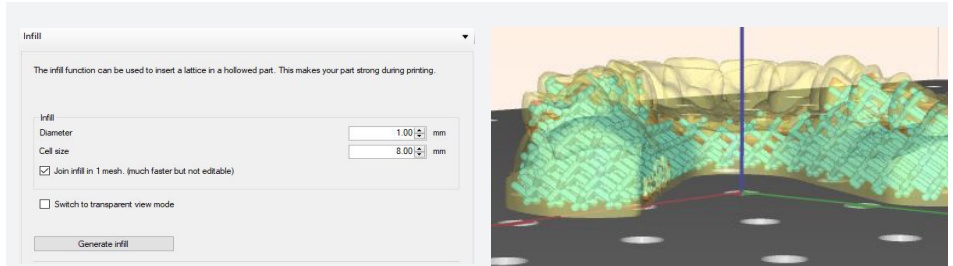 Infill
The infill function can be used to insert a lattice in a hollowed part. This makes your part strong during printing.
Infill
Diameter 1.00 mm
Cell size 8.00 mm
Join infill in 1 mesh. (much faster but not editable)
Switch to transparent view mode
Generate infill